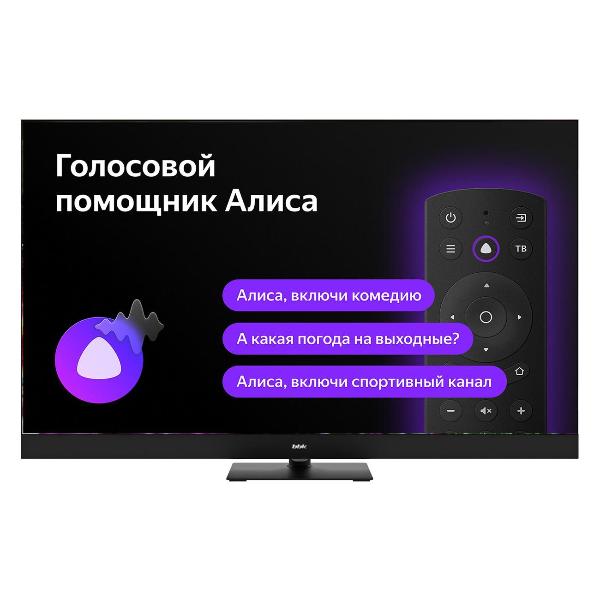 Голосовой
помощник Алиса
ТВ
Алиса, включи комедию
А какая погода на выходные?
Алиса, включи спортивный канал
bbk